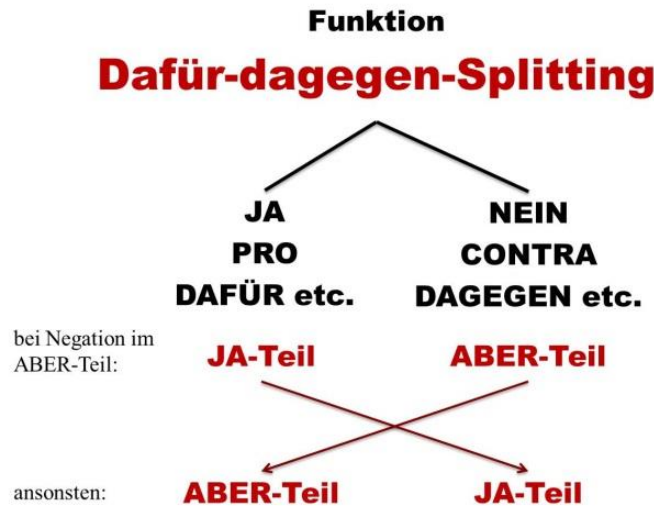 Funktion
Dafür-dagegen-Splitting
JA NEIN
PRO CONTRA
DAFÜR etc. DAGEGEN etc.
bei Negation im
ABER-Teil: JA-Teil ABER-Teil
ansonsten: ABER-Teil JA-Teil